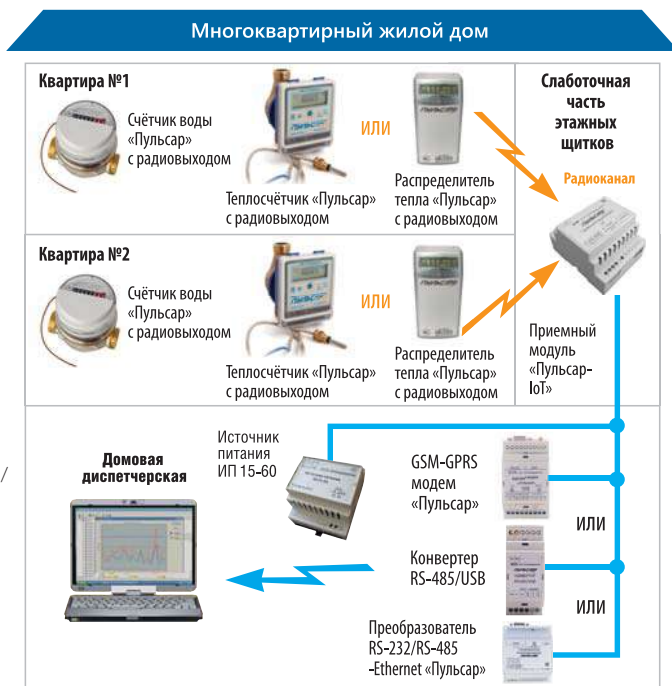 Многоквартирный жилой дом
Квартира №1
Счётчик воды
«Пульсар»
с радиовыходом
Теплосчётчик «Пульсар»
с радиовыходом
ИЛИ
Распределитель
тепла «Пульсар»
с радиовыходом
Слаботочная
часть
этажных
щитков
Радиоканал
Квартира №2
Счётчик воды
«Пульсар»
с радиовыходом
Теплосчётчик «Пульсар»
с радиовыходом
ИЛИ
Распределитель
тепла «Пульсар»
с радиовыходом
Приемный
модуль
«Пульсар-
IoT»
/
Домовая
диспетчерская
Источник
питания
ИП 15-60
GSM-GPRS
модем
«Пульсар»
ИЛИ
Конвертер
RS-485/USB
ИЛИ
Преобразователь
RS-232/RS-485
-Ethernet «Пульсар»